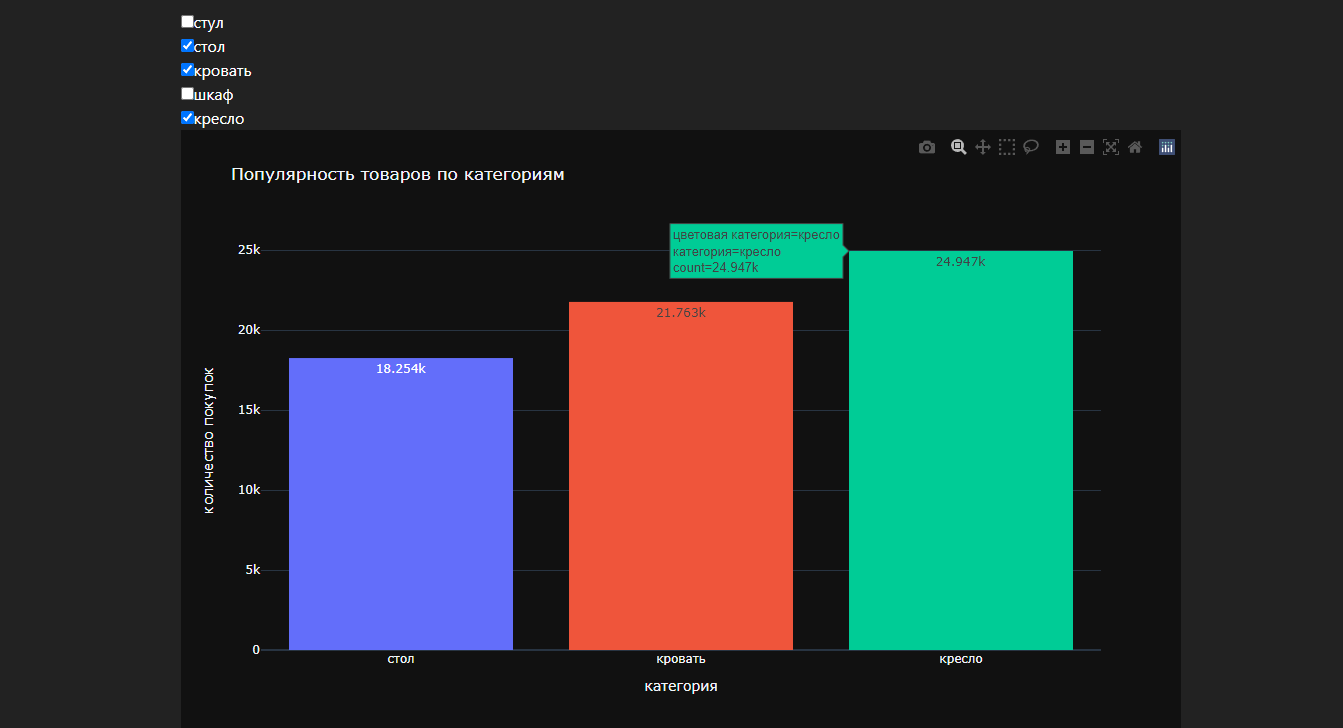 стул
стол
кровать
шкаф
кресло
Популярность товаров по категориям
цветовая категория=кресло
категория=кресло
count=24.947k
25k
20k
15k
10k
5k
0
количество покупок
18.254k
21.763k
24.947k
стол
кровать
кресло
категория